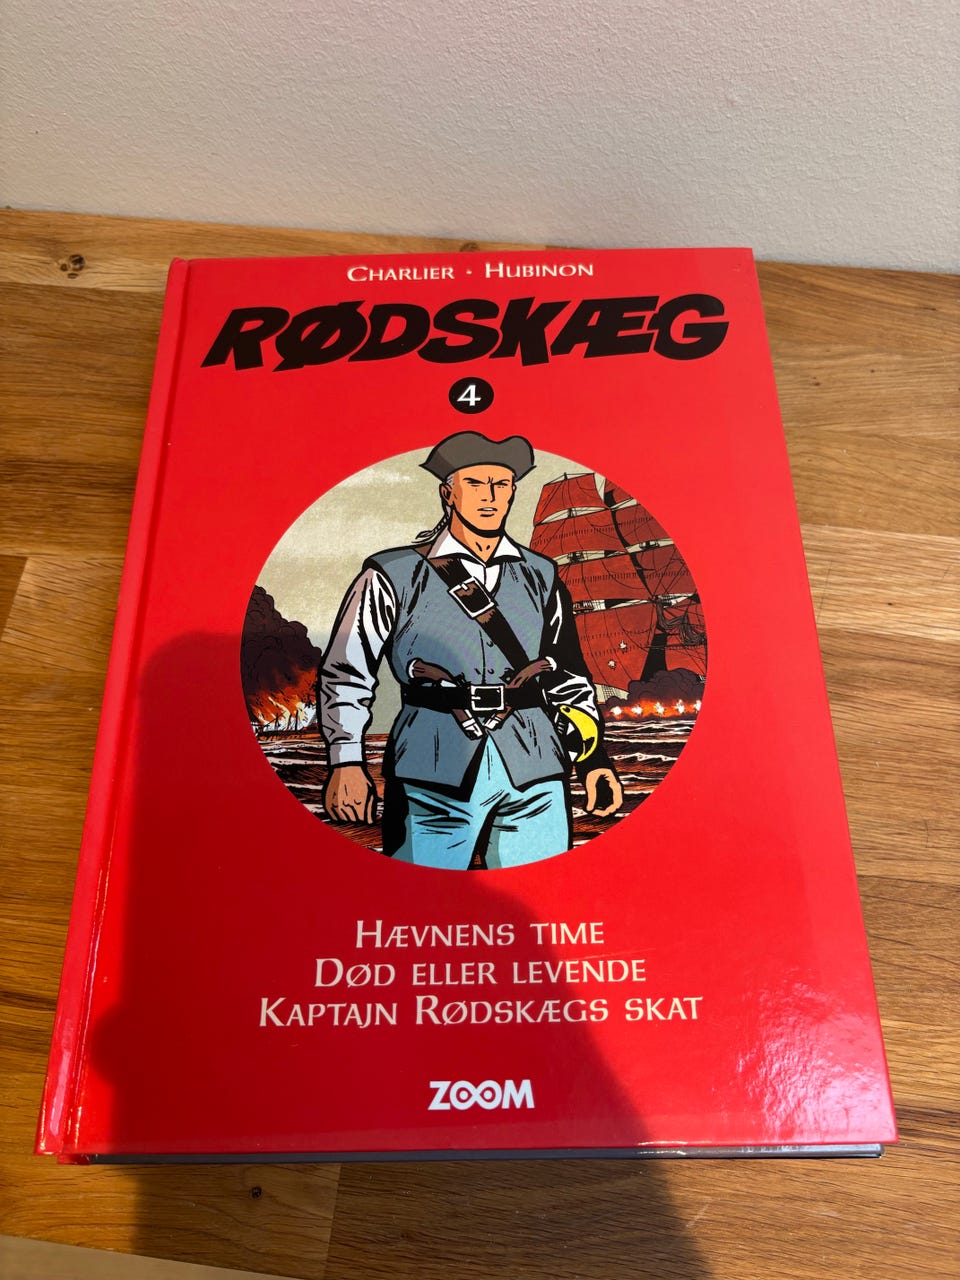 CHARLIER · HUBINON
RØDSKÆG
4
HÆVNENS TIME
DØD ELLER LEVENDE
KAPTAJN RØDSKÆGS SKAT
ZOOM